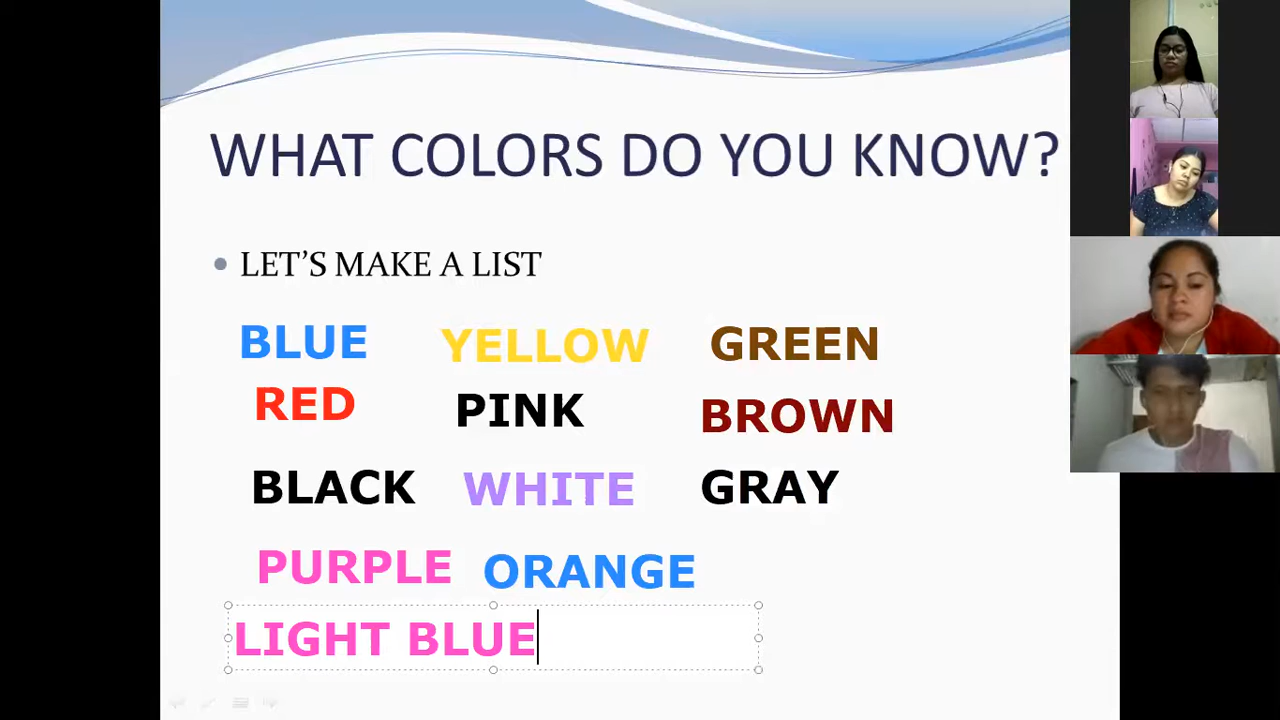 WHAT COLORS DO YOU KNOW?
LET'S MAKE A LIST
BLUE YELLOW GREEN
RED PINK BROWN
BLACK WHITE GRAY
PURPLE ORANGE
LIGHT BLUE